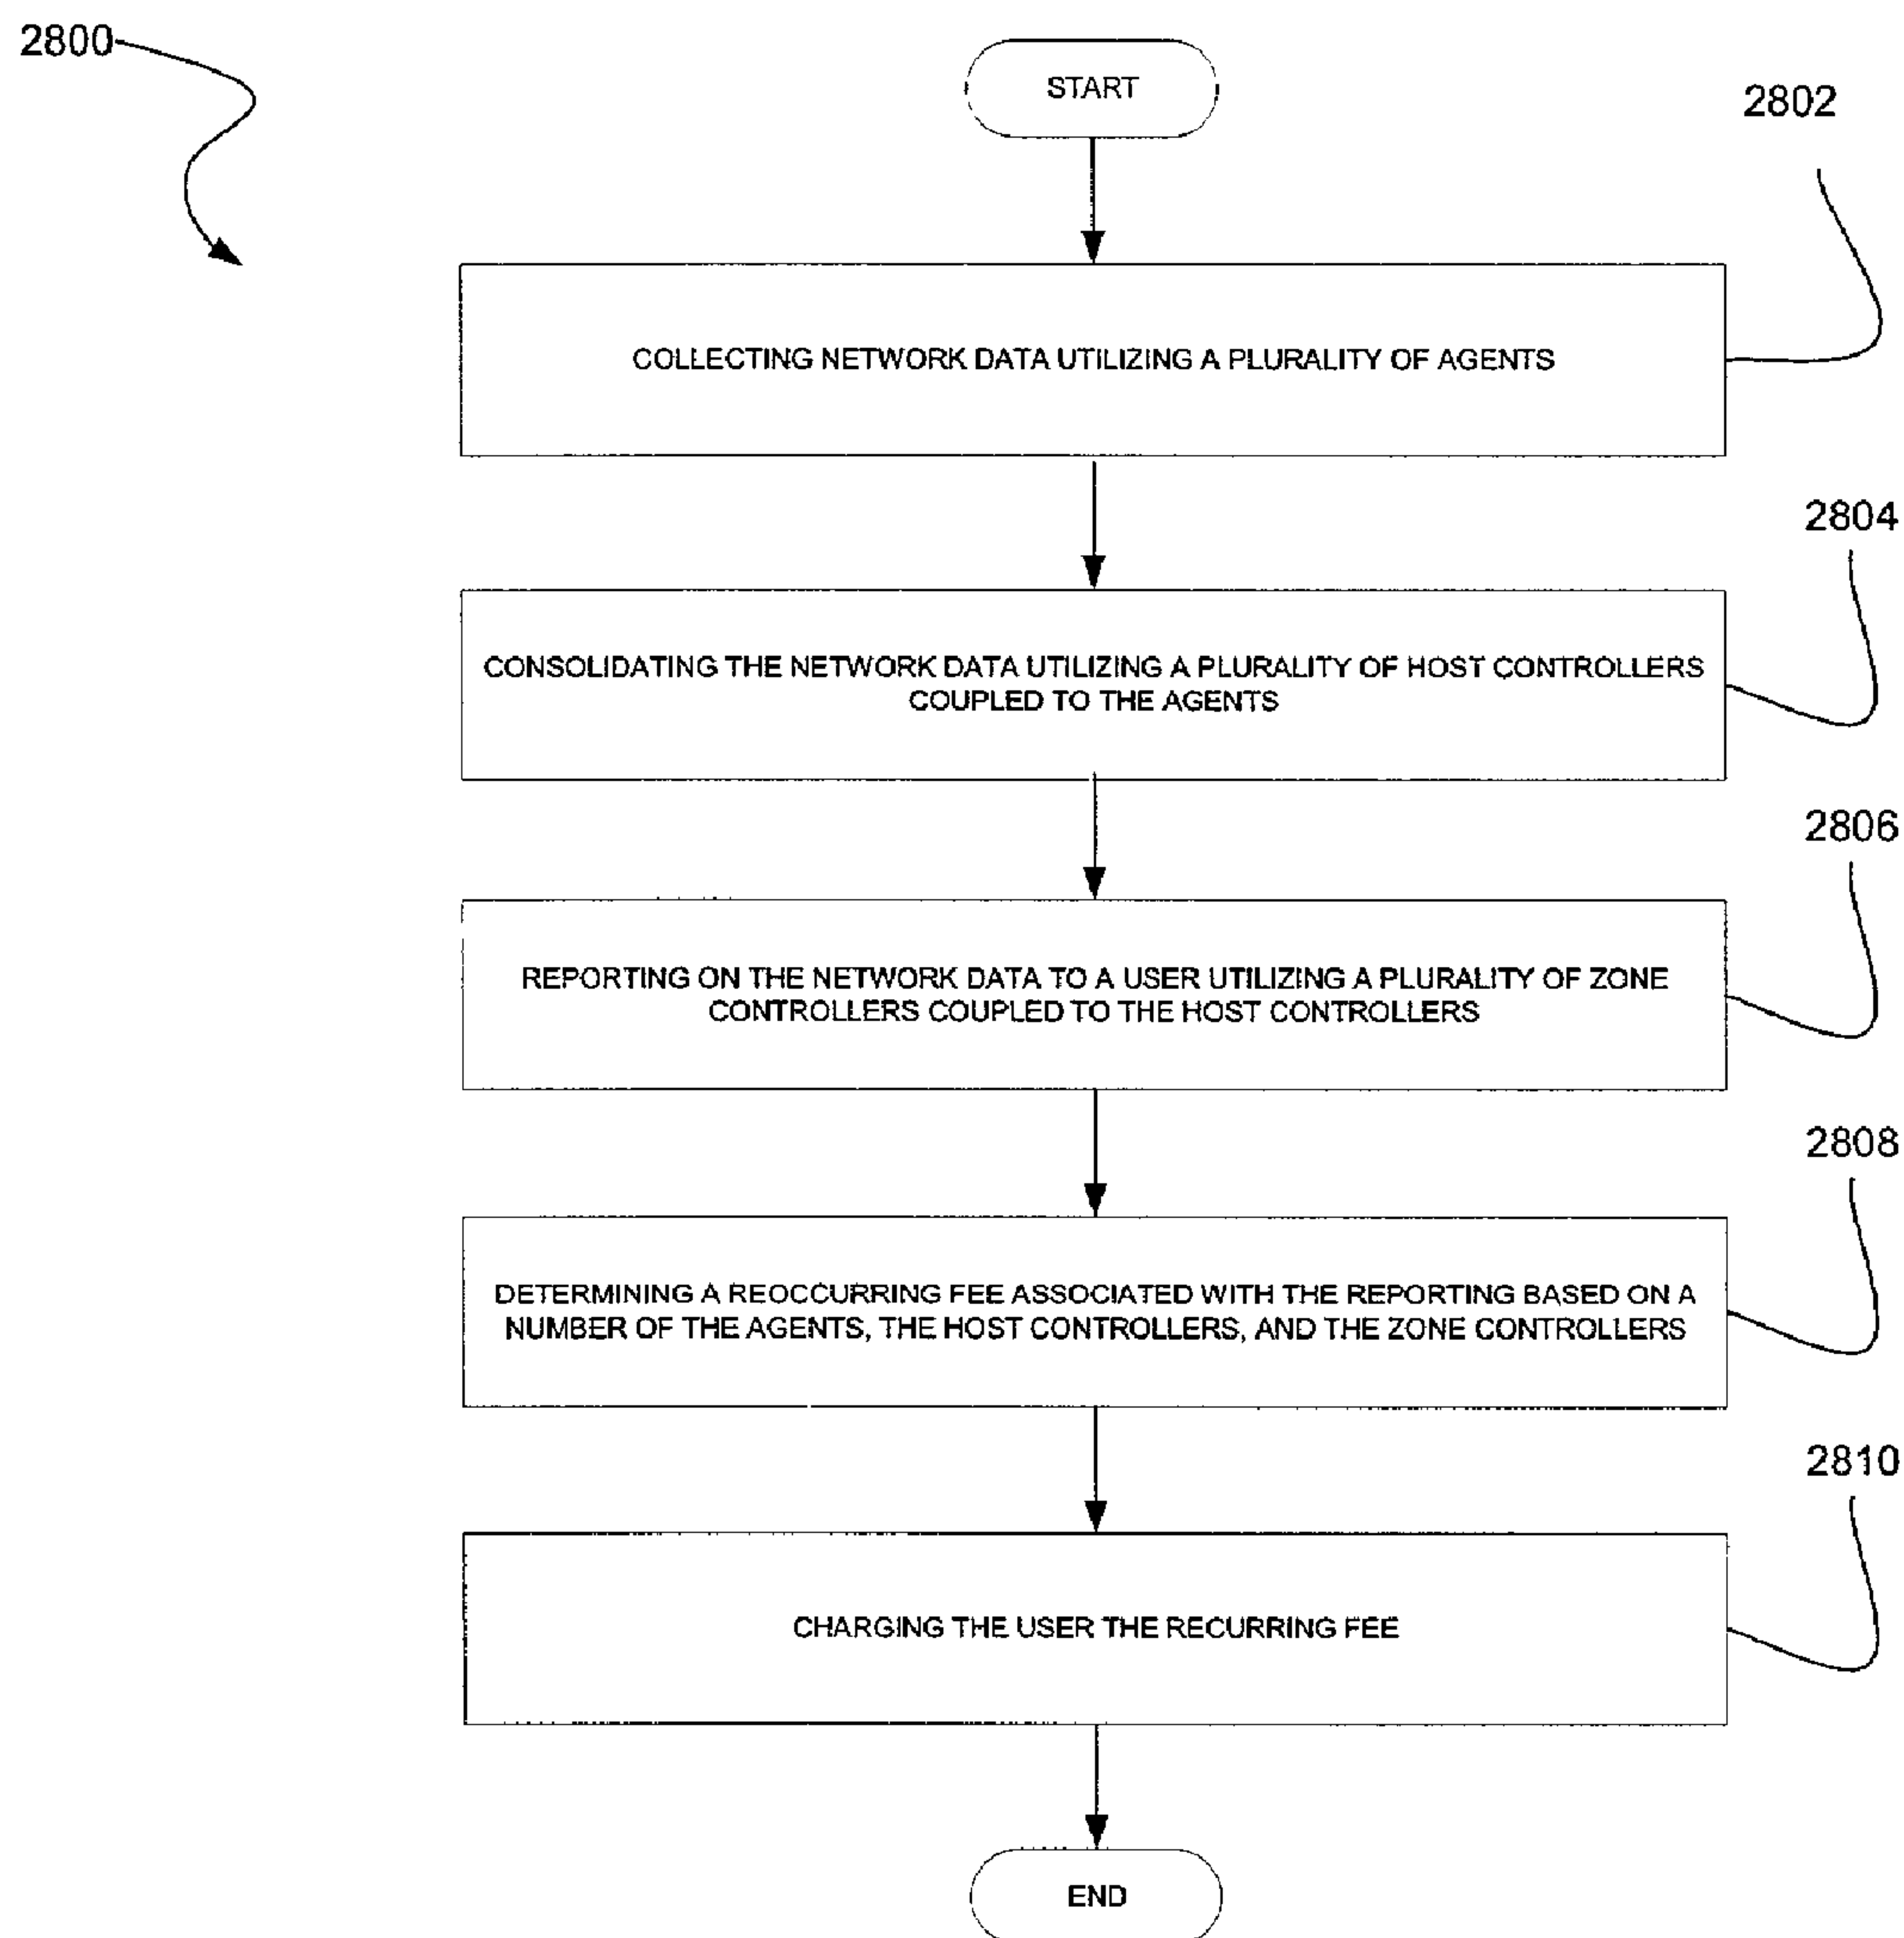 2800
START
2802
COLLECTING NETWORK DATA UTILIZING A PLURALITY OF AGENTS
2804
CONSOLIDATING THE NETWORK DATA UTILIZING A PLURALITY OF HOST CONTROLLERS
COUPLED TO THE AGENTS
2806
REPORTING ON THE NETWORK DATA TO A USER UTILIZING A PLURALITY OF ZONE
CONTROLLERS COUPLED TO THE HOST CONTROLLERS
2808
DETERMINING A REOCCURRING FEE ASSOCIATED WITH THE REPORTING BASED ON A
NUMBER OF THE AGENTS, THE HOST CONTROLLERS, AND THE ZONE CONTROLLERS
2810
CHARGING THE USER THE RECURRING FEE
END